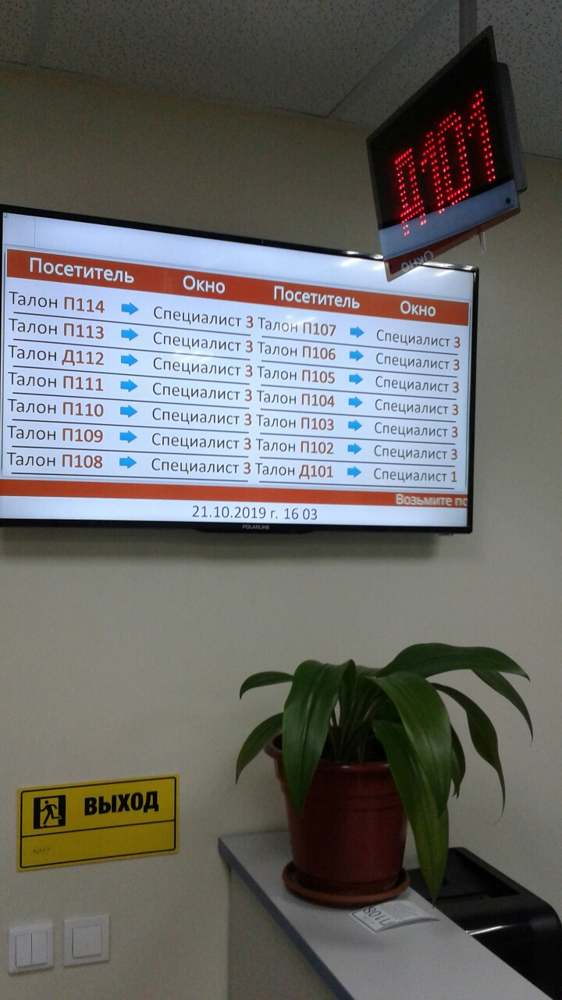 Д101
ОКНО
Посетитель Окно Посетитель Окно
Талон П114 Специалист 3 Талон П107 Специалист 3
Талон П113 Специалист 3 Талон П106 Специалист 3
Талон Д112 Специалист 3 Талон П105 Специалист 3
Талон П111 Специалист 3 Талон П104 Специалист 3
Талон П110 Специалист 3 Талон П103 Специалист 3
Талон П109 Специалист 3 Талон П102 Специалист 3
Талон П108 Специалист 3 Талон Д101 Специалист 1
Возьмите по
21.10.2019 г. 16 03
POLARLINE
ВЫХОД
П108